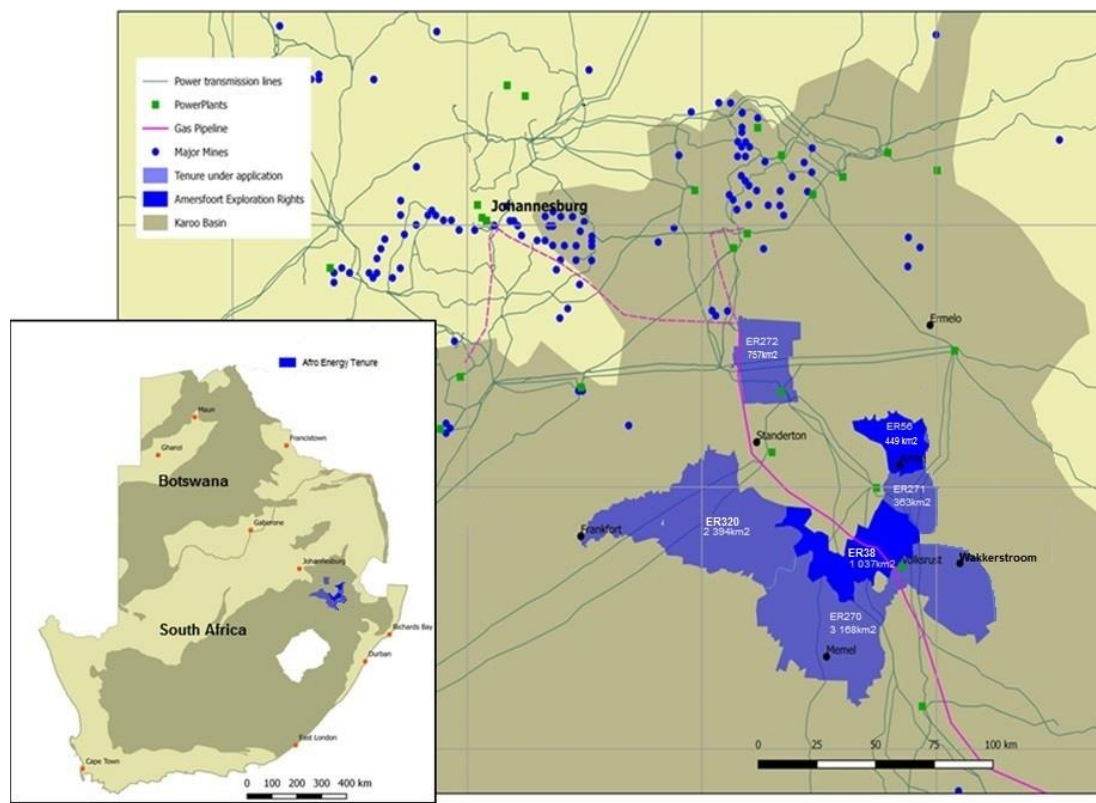 Power transmission lines
PowerPlants
Gas Pipeline
Major Mines
Tenure under application
Amersfoort Exploration Rights
Karoo Basin
Johannesburg
Ermelo
ER272
757km2
Standerton
ER56
449 km2
ER271
363km2
ER320
2 394km2
Frankfort
ER38
1 037km2
Volksrust
Wakkerstroom
ER270
3 168km2
Memel
0 25 50 75 100 km
Afro Energy Tenure
Maun
Ghanzi
Francistown
Botswana
Gaborone
Johannesburg
South Africa
Richards Bay
Durban
East London
Cape Town
0 100 200 300 400 km